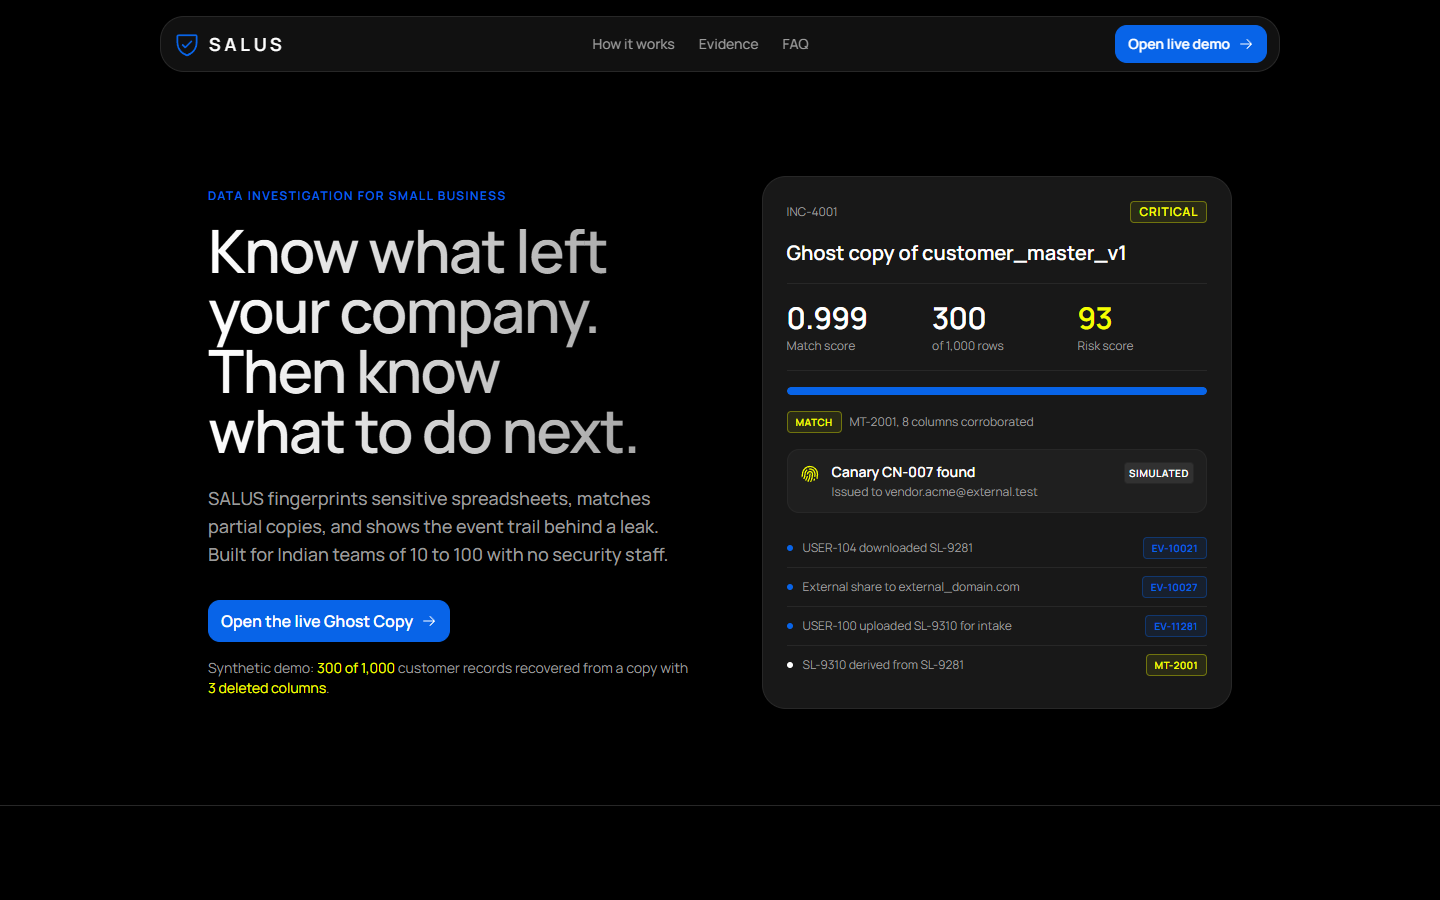 SALUS
How it works
Evidence
FAQ
Open live demo
DATA INVESTIGATION FOR SMALL BUSINESS
Know what left
your company.
Then know
what to do next.
SALUS fingerprints sensitive spreadsheets, matches
partial copies, and shows the event trail behind a leak.
Built for Indian teams of 10 to 100 with no security staff.
Open the live Ghost Copy
Synthetic demo: 300 of 1,000 customer records recovered from a copy with
3 deleted columns.
INC-4001
CRITICAL
Ghost copy of customer_master_v1
0.999
Match score
300
of 1,000 rows
93
Risk score
MATCH
MT-2001, 8 columns corroborated
Canary CN-007 found
SIMULATED
Issued to vendor.acme@external.test
USER-104 downloaded SL-9281
EV-10021
External share to external_domain.com
EV-10027
USER-100 uploaded SL-9310 for intake
EV-11281
SL-9310 derived from SL-9281
MT-2001